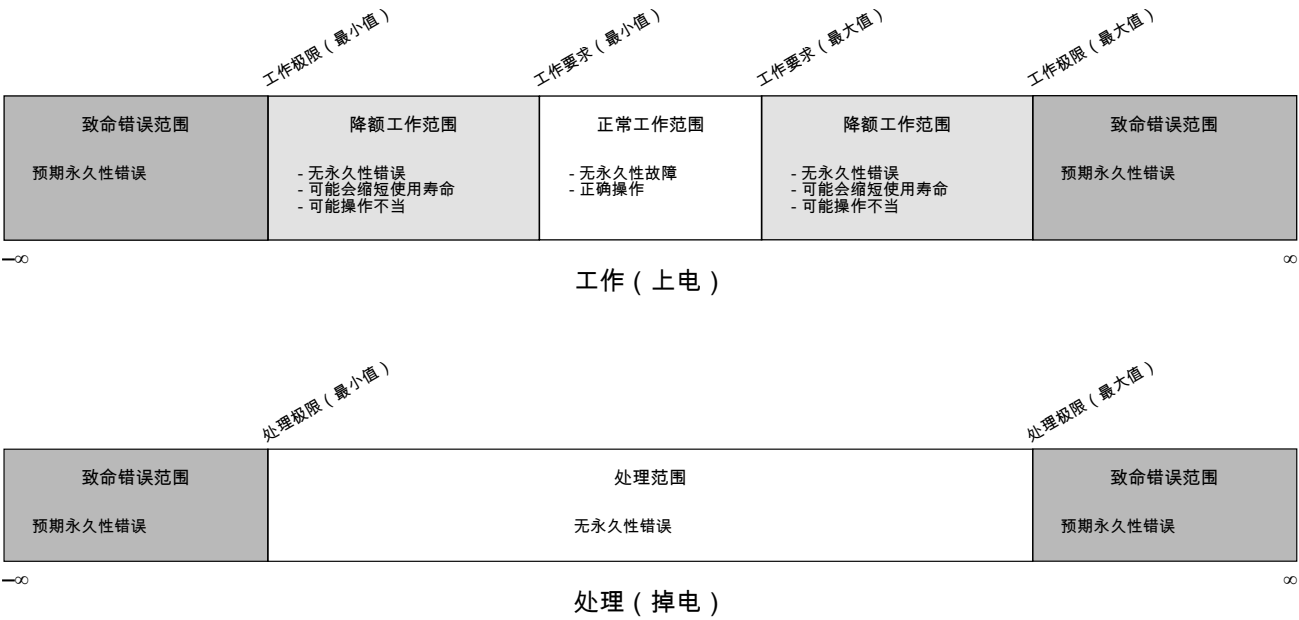 工作极限（最小值）
工作要求（最小值）
工作要求（最大值）
工作极限（最大值）
致命错误范围
预期永久性错误
降额工作范围
- 无永久性错误
- 可能会缩短使用寿命
- 可能操作不当
正常工作范围
- 无永久性故障
- 正确操作
降额工作范围
- 无永久性错误
- 可能会缩短使用寿命
- 可能操作不当
致命错误范围
预期永久性错误
–∞
∞
工作（上电）
处理极限（最小值）
处理极限（最大值）
致命错误范围
预期永久性错误
处理范围
无永久性错误
致命错误范围
预期永久性错误
–∞
∞
处理（掉电）